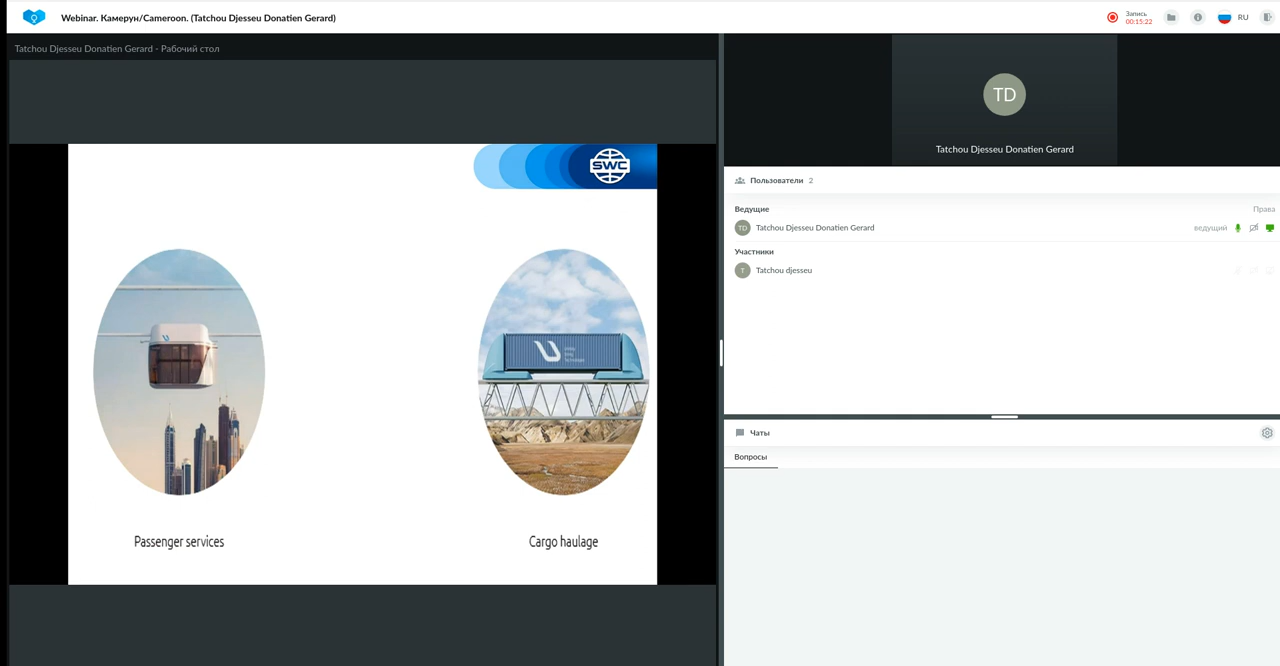 Webinar. Камерун/Cameroon. (Tatchou Djesseu Donatien Gerard)
Запись
00:15:22
RU
Tatchou Djesseu Donatien Gerard - Рабочий стол
SWC
Passenger services
Cargo haulage
TD
Tatchou Djesseu Donatien Gerard
Пользователи 2
Ведущие Права
TD Tatchou Djesseu Donatien Gerard ведущий
Участники
T Tatchou djesseu
Чаты
Вопросы